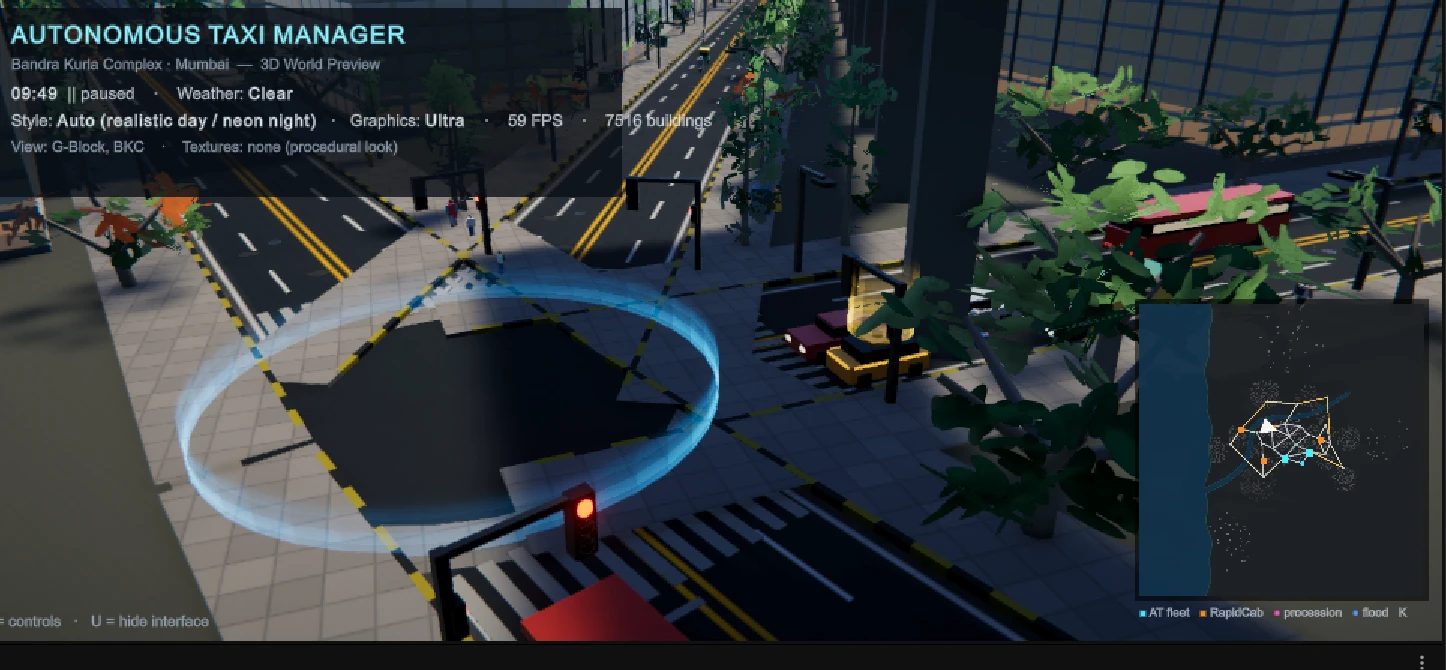 AUTONOMOUS TAXI MANAGER
Bandra Kurla Complex · Mumbai — 3D World Preview
09:49 || paused · Weather: Clear
Style: Auto (realistic day / neon night) · Graphics: Ultra · 59 FPS · 7516 buildings
View: G-Block, BKC · Textures: none (procedural look)
AT fleet RapidCab procession flood K
= controls · U = hide interface